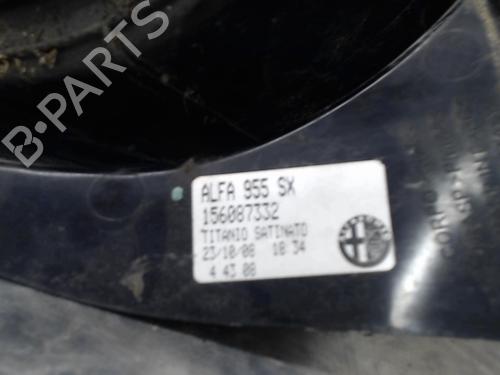 B-PARTS
ALFA 955 SX
156087332
TITANIO SATINATO
23/10/08 18 34
4 43 08